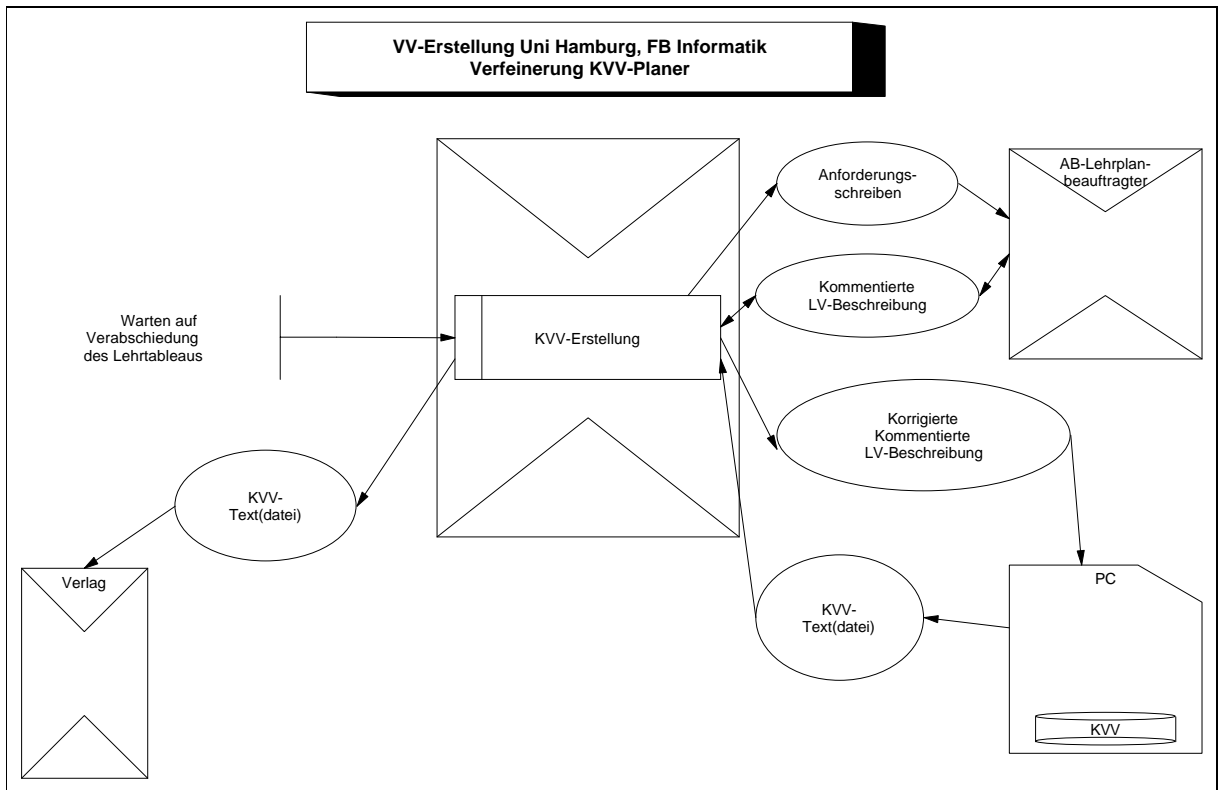 VV-Erstellung Uni Hamburg, FB Informatik
Verfeinerung KVV-Planer
Anforderungs-
schreiben
AB-Lehrplan-
beauftragter
Kommentierte
LV-Beschreibung
Warten auf
Verabschiedung
des Lehrtableaus
KVV-Erstellung
Korrigierte
Kommentierte
LV-Beschreibung
KVV-
Text(datei)
Verlag
KVV-
Text(datei)
PC
KVV